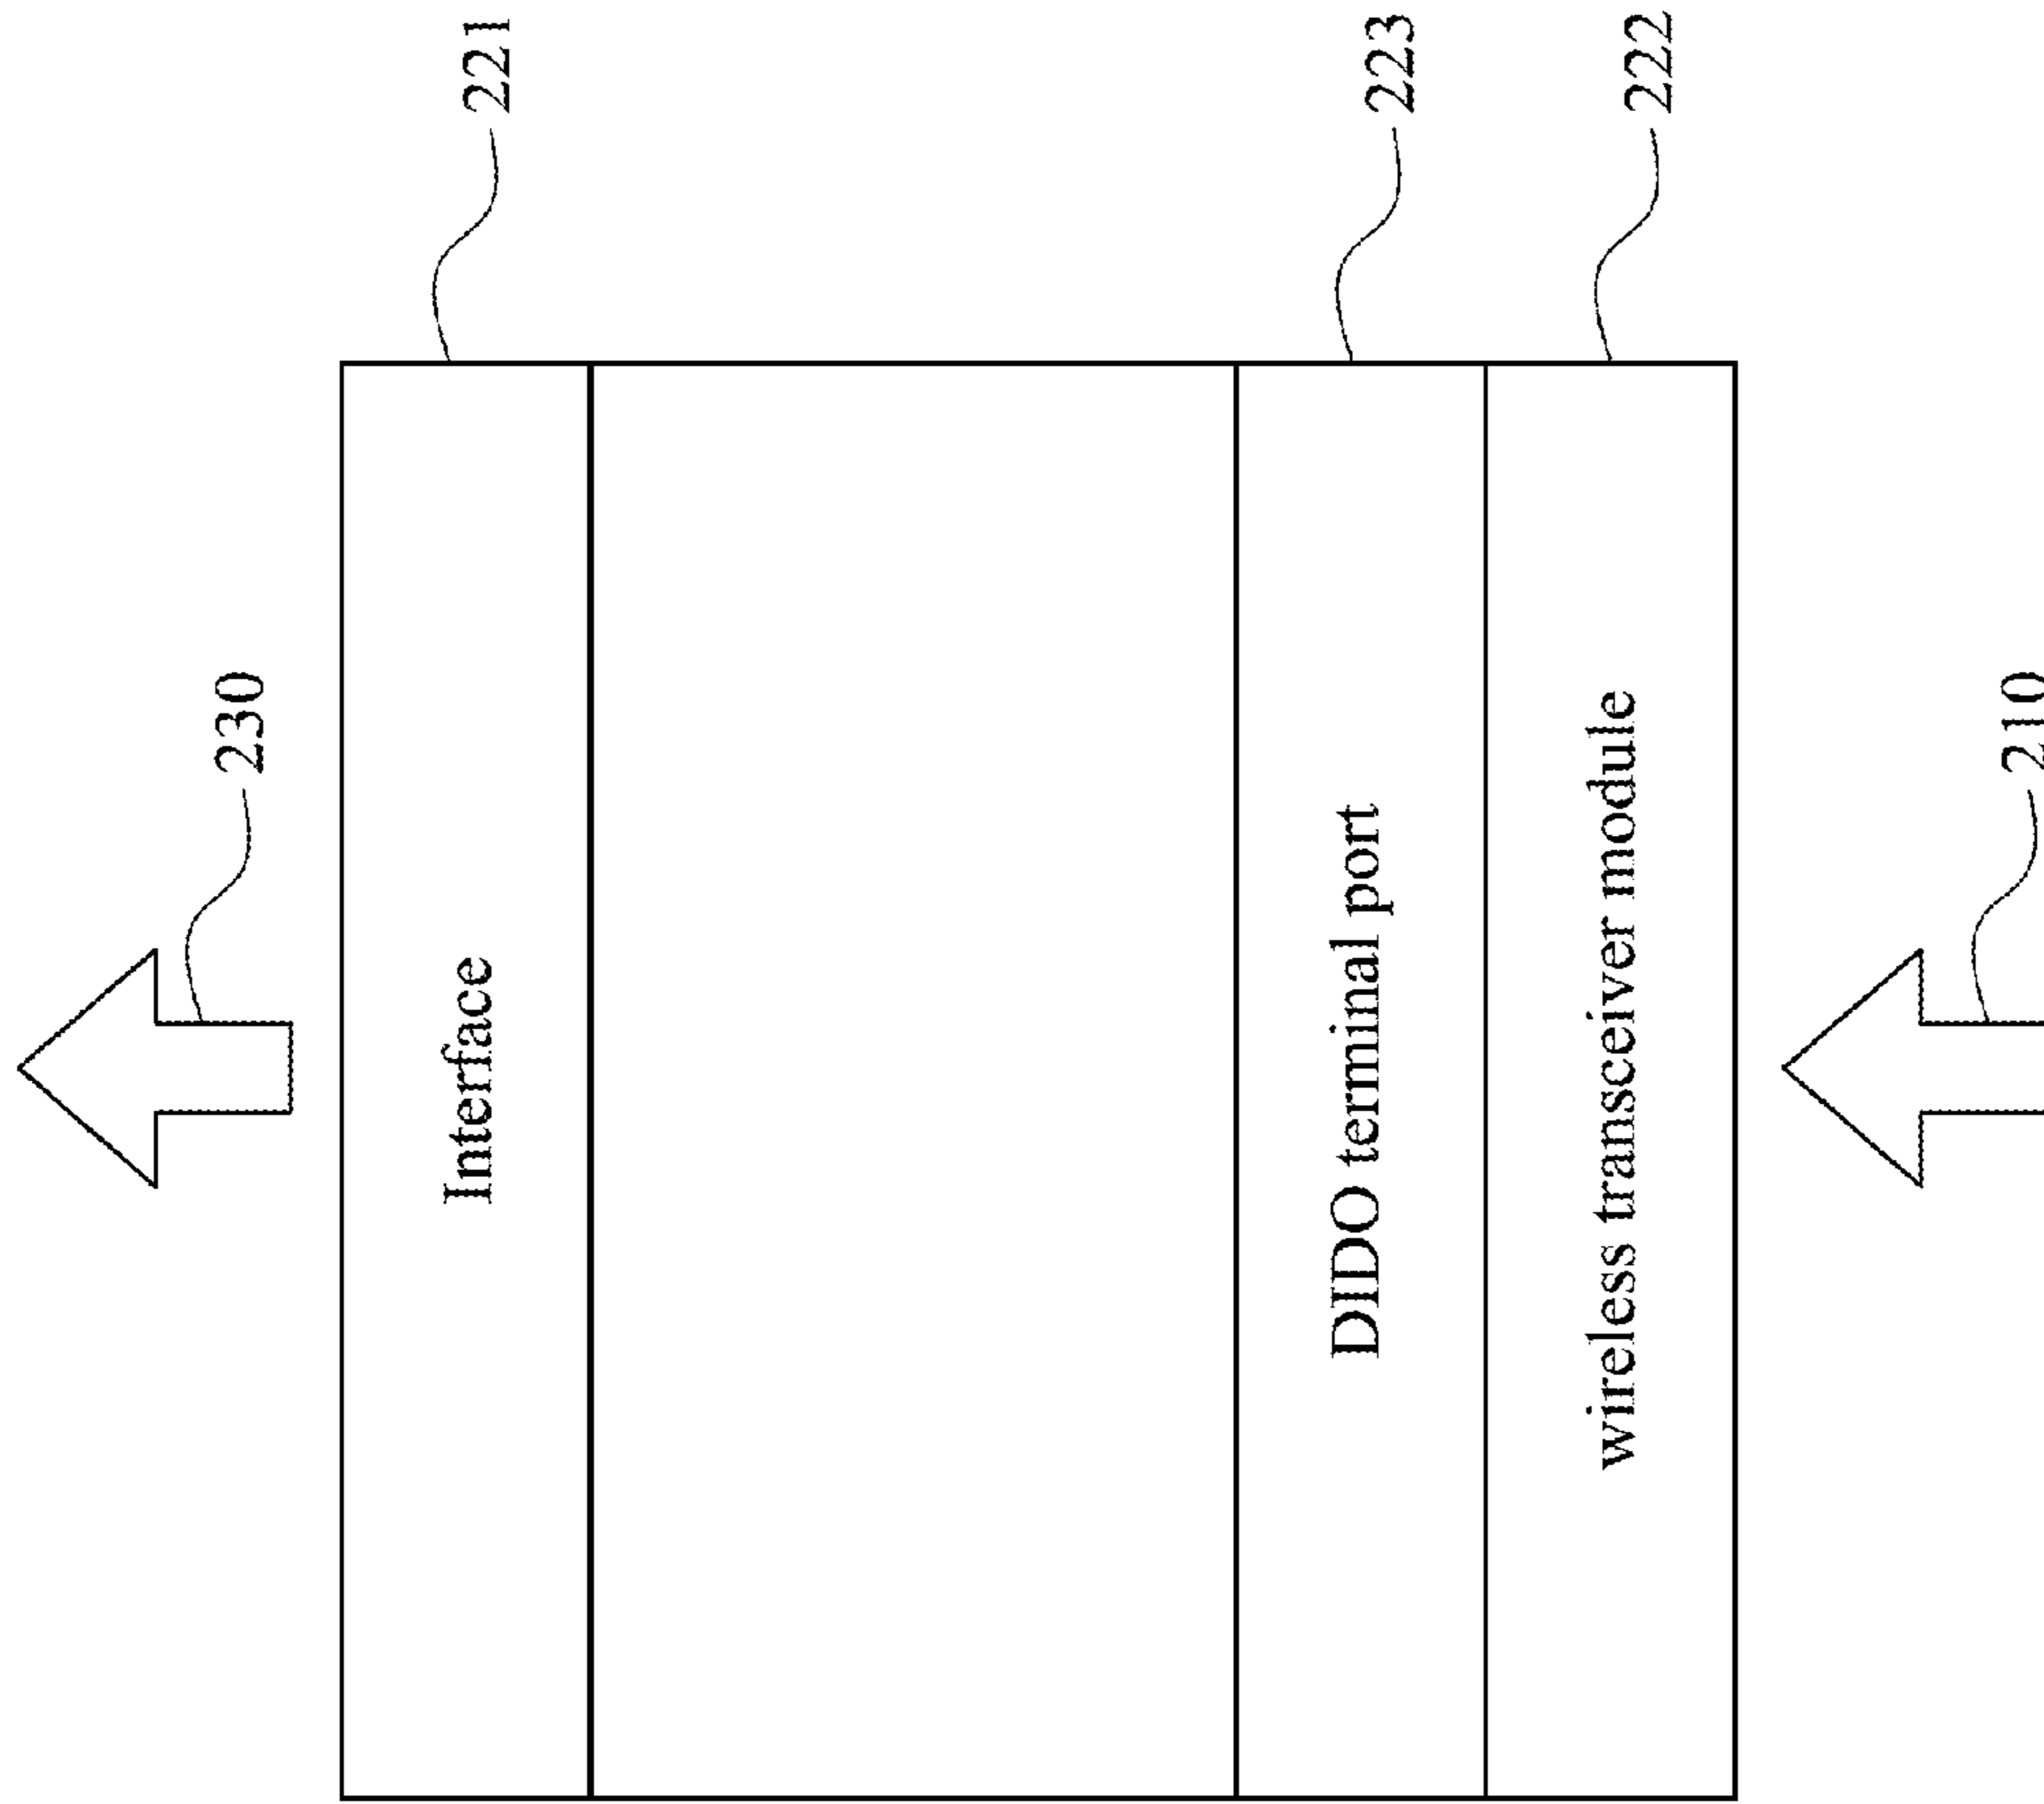 230
Interface
221
DIDO terminal port
223
wireless transceiver module
222
210